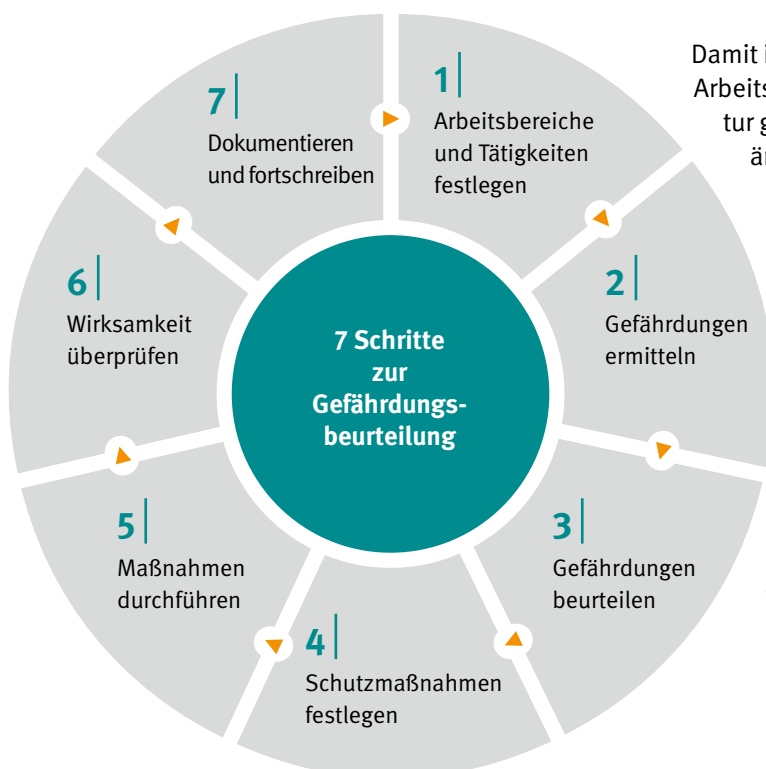 7 Schritte
zur
Gefährdungs-
beurteilung
1
Arbeitsbereiche
und Tätigkeiten
festlegen
2
Gefährdungen
ermitteln
3
Gefährdungen
beurteilen
4
Schutzmaßnahmen
festlegen
5
Maßnahmen
durchführen
6
Wirksamkeit
überprüfen
7
Dokumentieren
und fortschreiben
Damit
Arbeits
tur